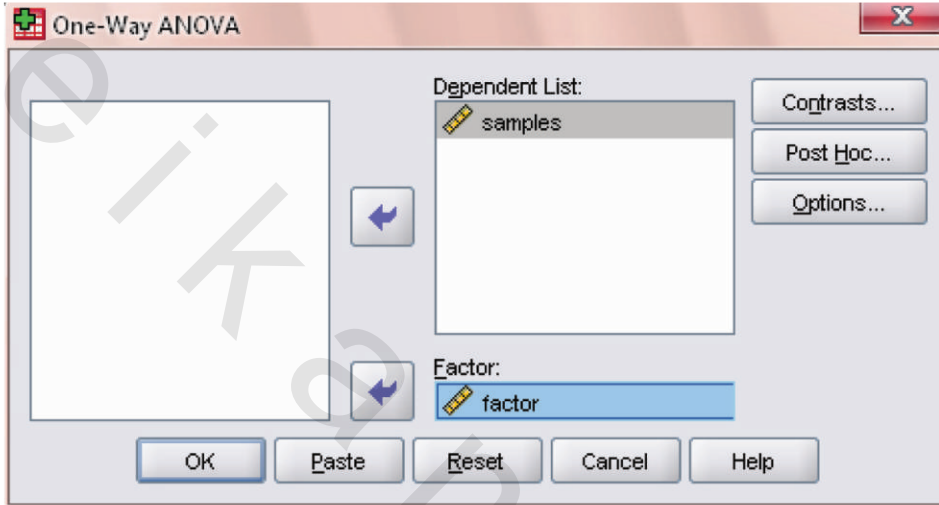 One-Way ANOVA
Dependent List:
samples
Contrasts...
Post Hoc...
Options...
Factor:
factor
OK
Paste
Reset
Cancel
Help
e i k a